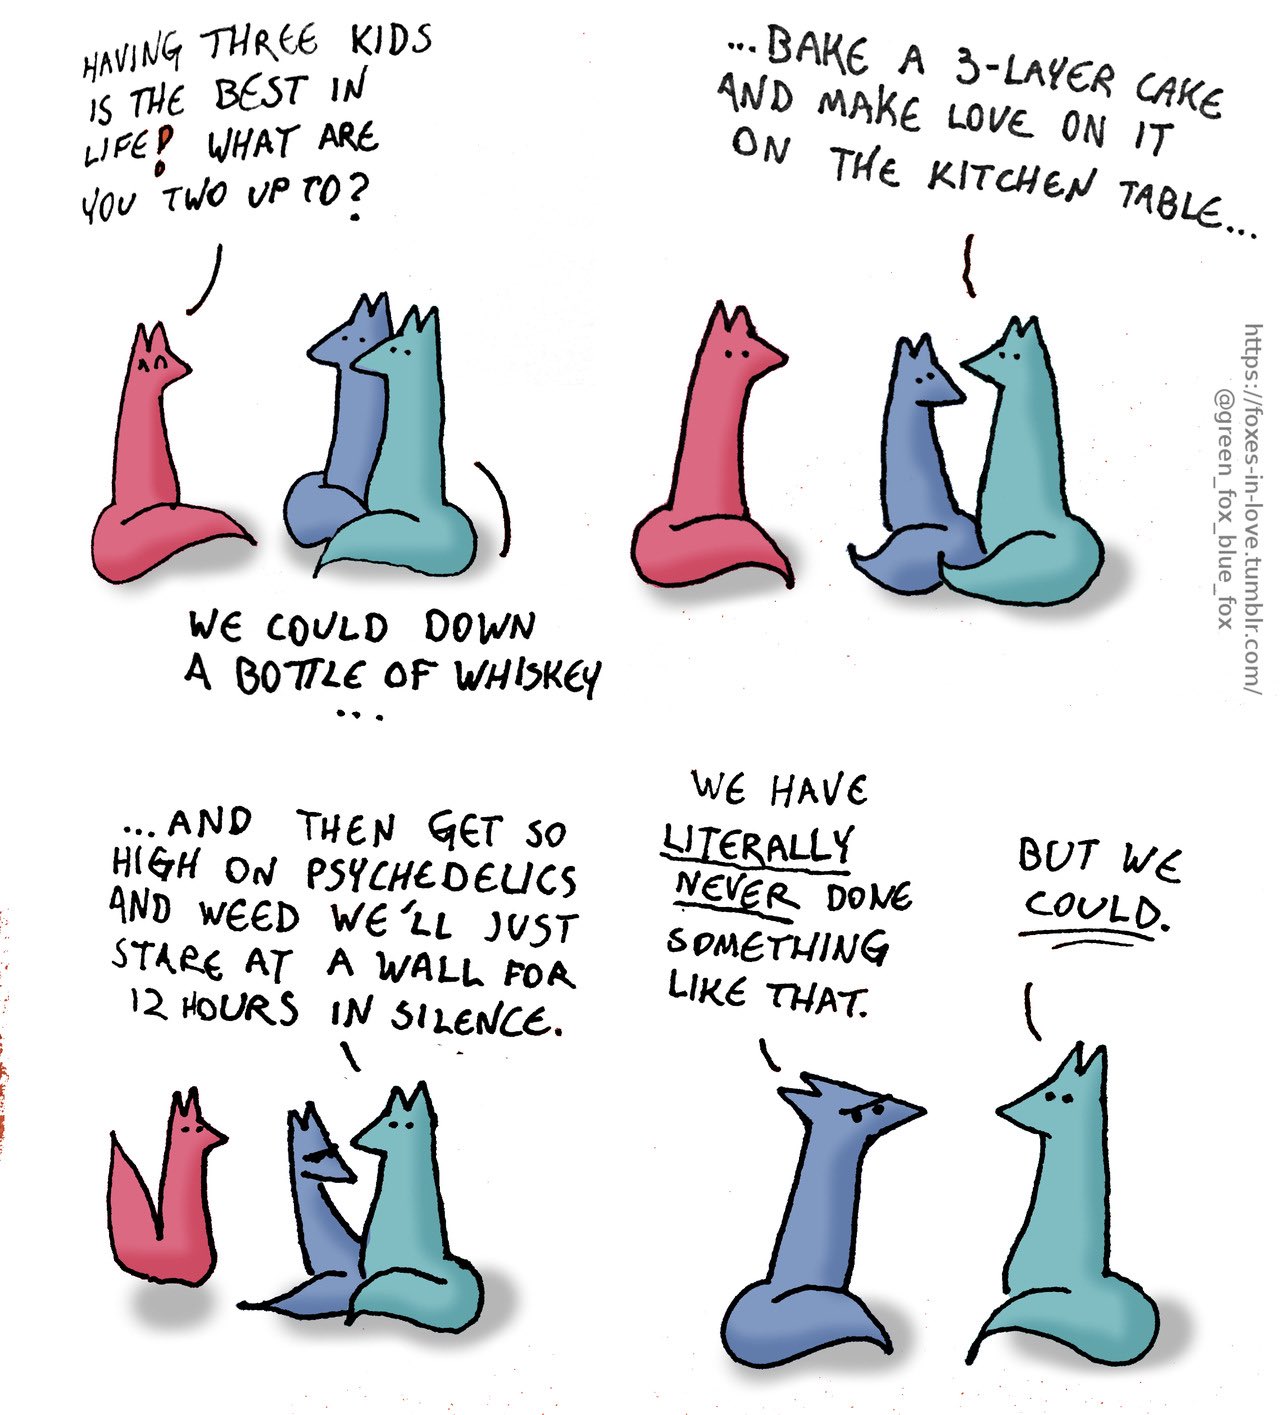 HAVING THREE KIDS
IS THE BEST IN
LIFE! WHAT ARE
YOU TWO UP TO?
WE COULD DOWN
A BOTTLE OF WHISKEY
...
...BAKE A 3-LAYER CAKE
AND MAKE LOVE ON IT
ON THE KITCHEN TABLE...
...AND THEN GET SO
HIGH ON PSYCHEDELICS
AND WEED WE'LL JUST
STARE AT A WALL FOR
12 HOURS IN SILENCE.
WE HAVE
LITERALLY
NEVER DONE
SOMETHING
LIKE THAT.
BUT WE
COULD.
https://foxes-in-love.tumblr.com/
@green_fox_blue_fox